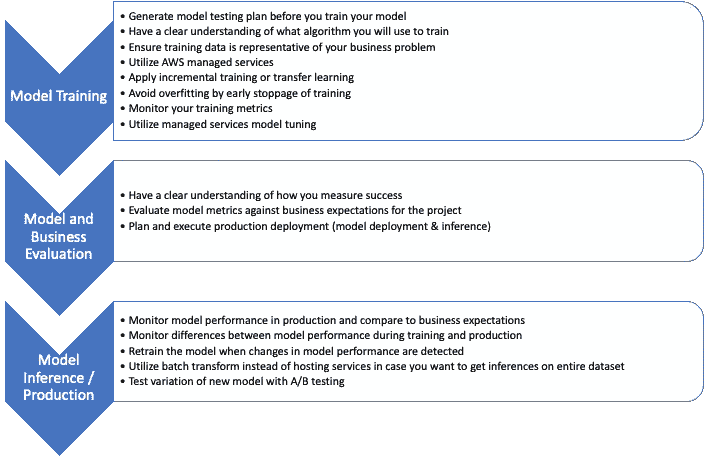 Model Training
• Generate model testing plan before you train your model
• Have a clear understanding of what algorithm you will use to train
• Ensure training data is representative of your business problem
• Utilize AWS managed services
• Apply incremental training or transfer learning
• Avoid overfitting by early stoppage of training
• Monitor your training metrics
• Utilize managed services model tuning
Model and
Business
Evaluation
• Have a clear understanding of how you measure success
• Evaluate model metrics against business expectations for the project
• Plan and execute production deployment (model deployment & inference)
Model
Inference /
Production
• Monitor model performance in production and compare to business expectations
• Monitor differences between model performance during training and production
• Retrain the model when changes in model performance are detected
• Utilize batch transform instead of hosting services in case you want to get inferences on entire dataset
• Test variation of new model with A/B testing